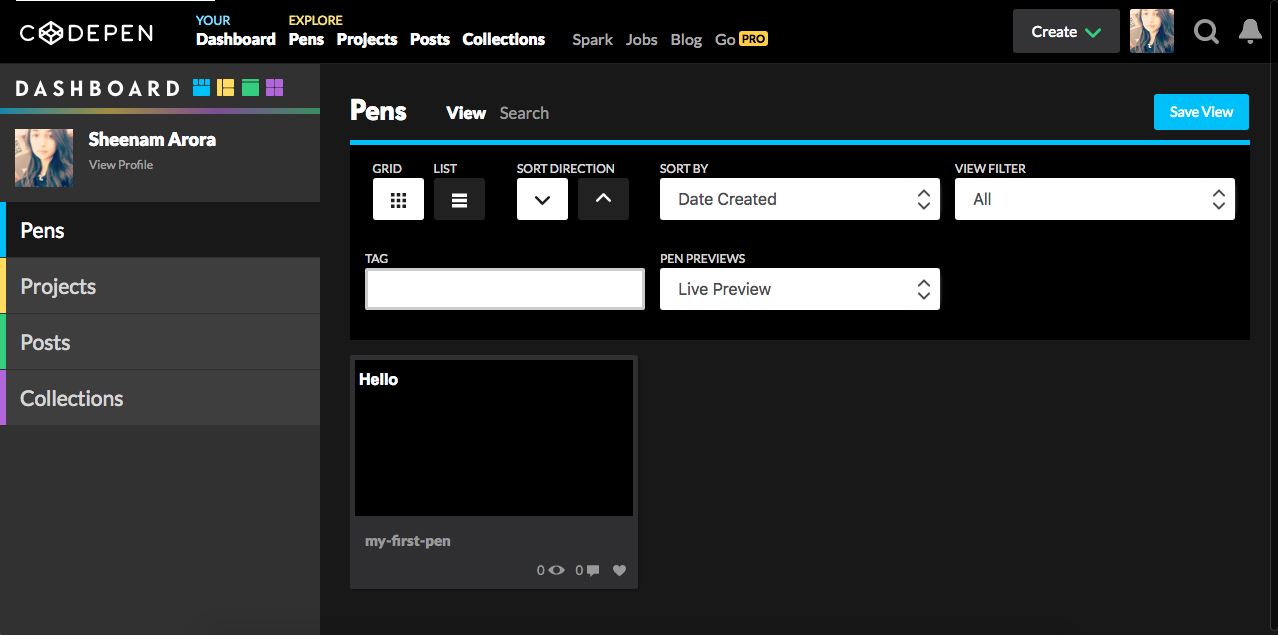 CODEPEN
YOUR
Dashboard
EXPLORE
Pens Projects Posts Collections
Spark Jobs Blog Go PRO
Create
DASHBOARD
Sheenam Arora
View Profile
Pens
Projects
Posts
Collections
Pens View Search
Save View
GRID LIST SORT DIRECTION SORT BY VIEW FILTER
Date Created All
TAG PEN PREVIEWS
Live Preview
Hello
my-first-pen
0 0